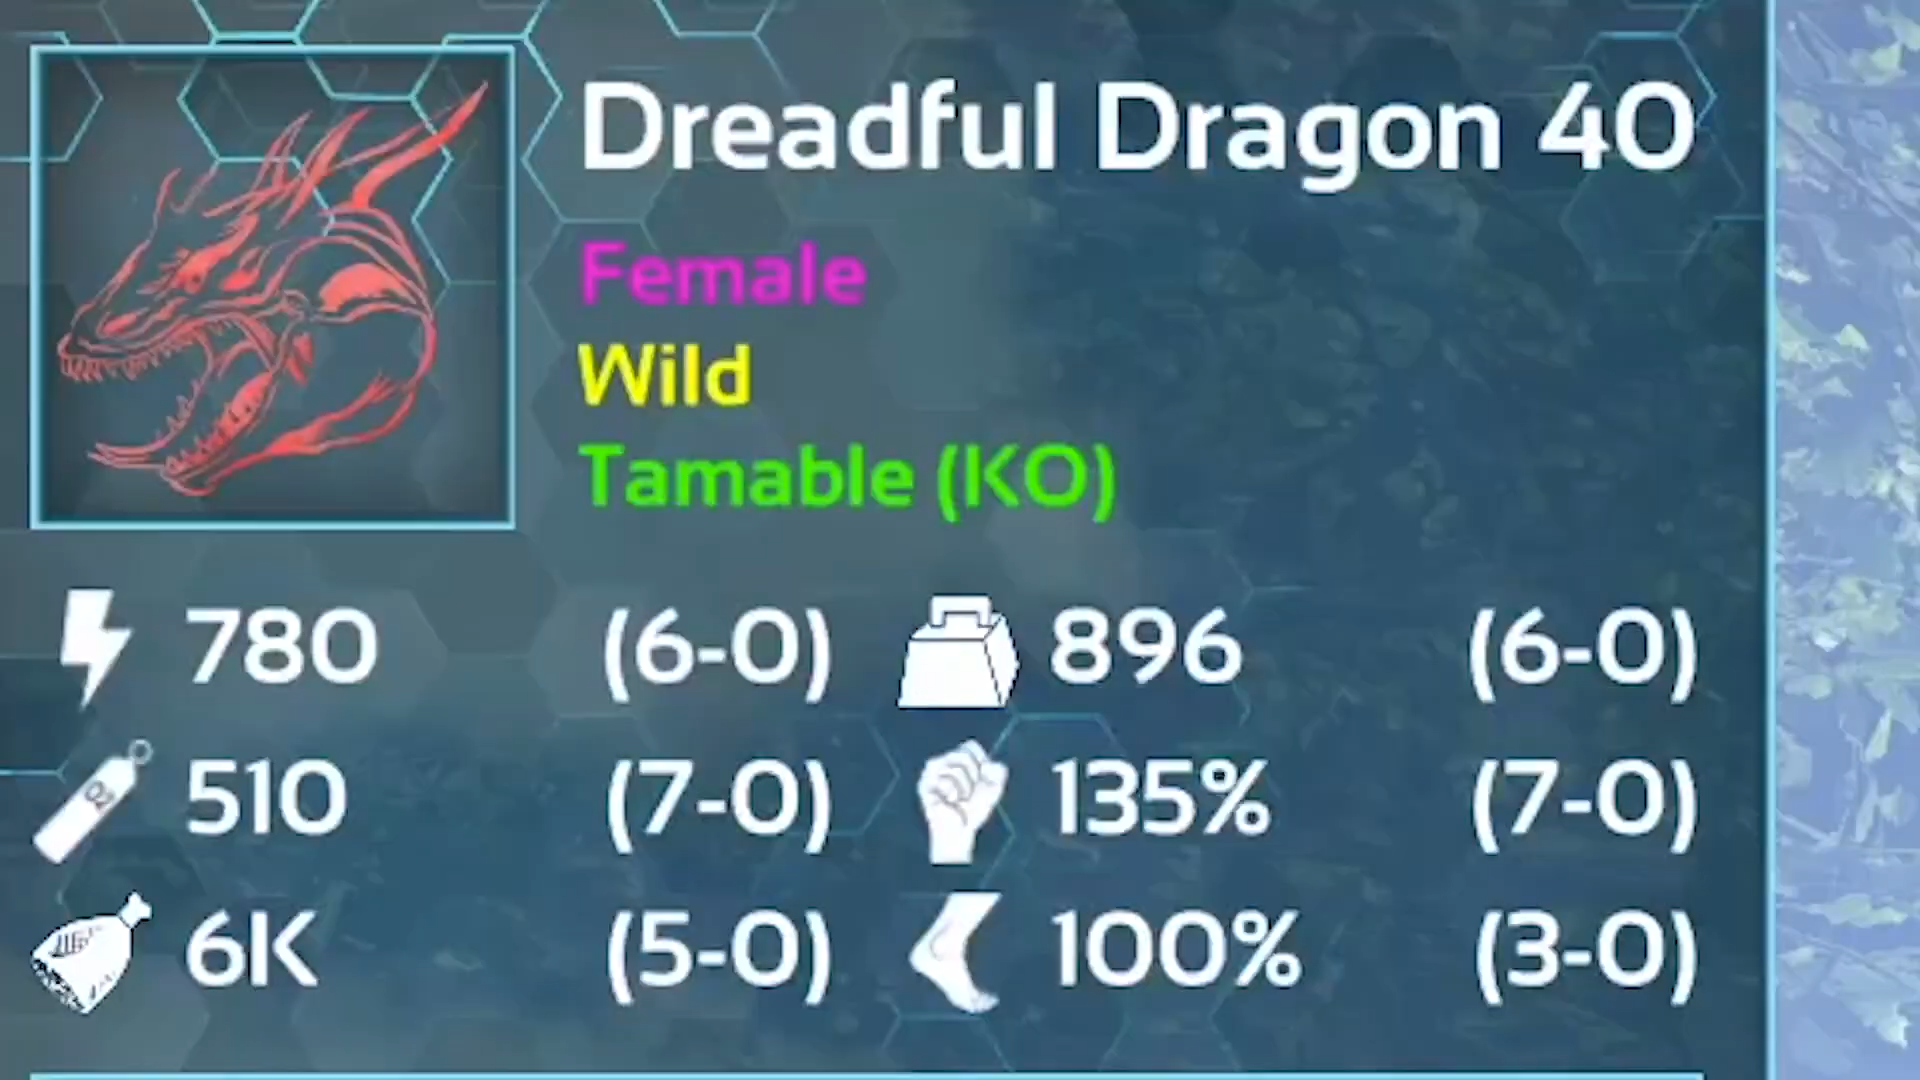 Dreadful Dragon 40
Female
Wild
Tamable (KO)
780 (6-0) 896 (6-0)
510 (7-0) 135% (7-0)
6K (5-0) 100% (3-0)